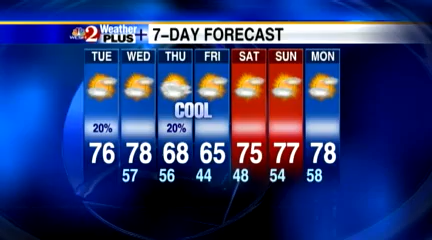 2 Weather PLUS + 7-DAY FORECAST
TUE WED THU FRI SAT SUN MON
COOL
20% 20%
76 78 68 65 75 77 78
57 56 44 48 54 58